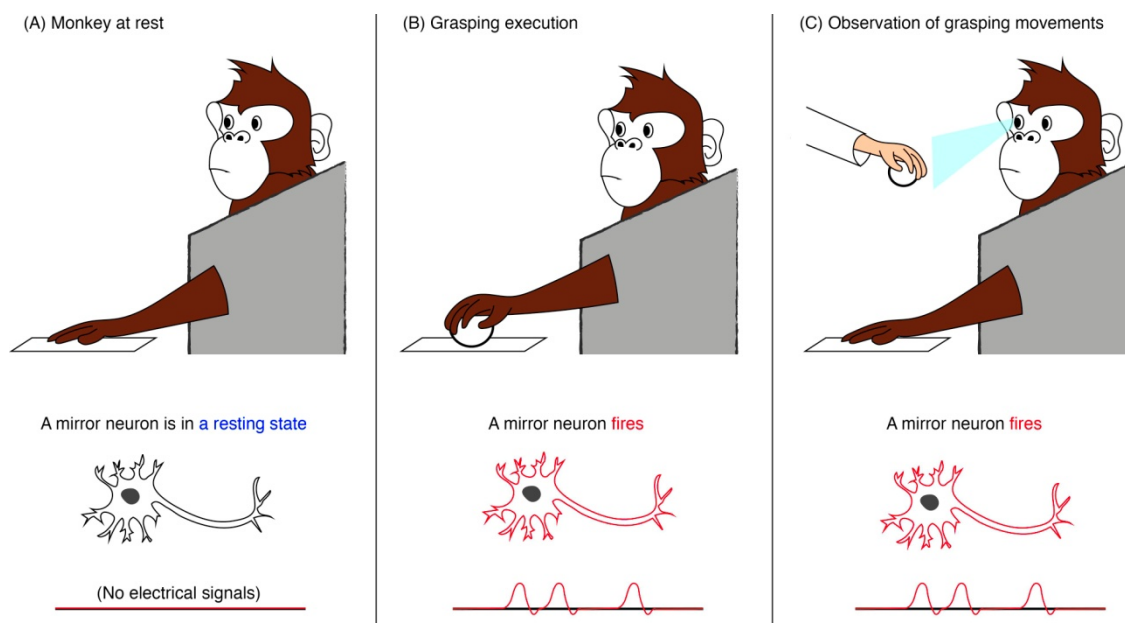 (A) Monkey at rest
(B) Grasping execution
(C) Observation of grasping movements
A mirror neuron is in a resting state
A mirror neuron fires
A mirror neuron fires
(No electrical signals)